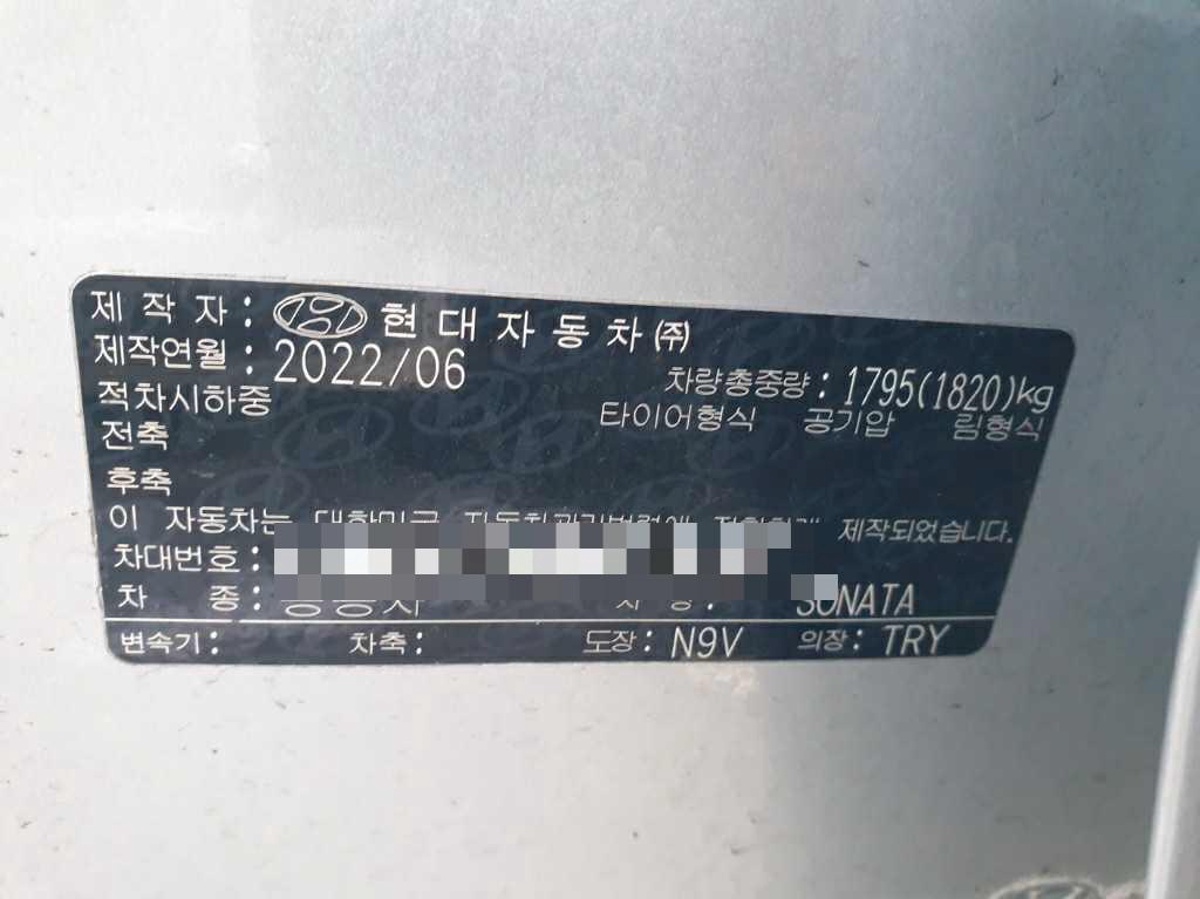 제 작 자 : 현 대 자 동 차 ㈜
제작연월 : 2022/06
차량총중량 : 1795(1820)kg
적차시하중 타이어형식 공기압 림형식
전축
후축
이 자동차는 제작되었습니다.
차대번호 :
차 종 : SONATA
변속기 : 차축 : 도장 : N9V 의장 : TRY